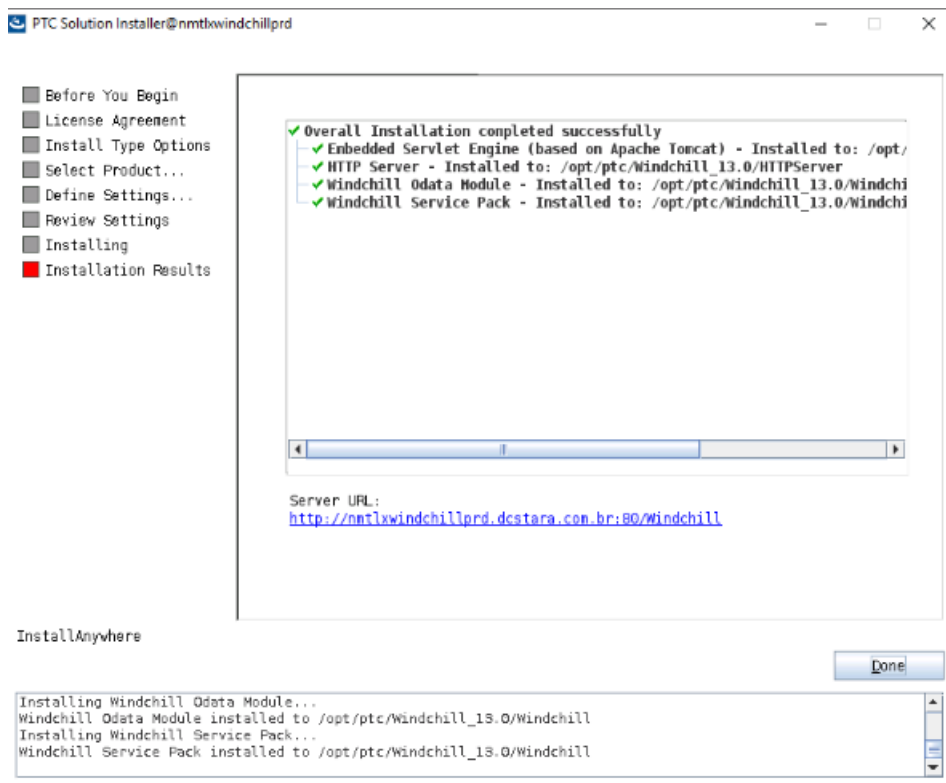 PTC Solution Installer@nmtlxwindchillprd
Before You Begin
License Agreement
Install Type Options
Select Product...
Define Settings...
Review Settings
Installing
Installation Results
Overall Installation completed successfully
Embedded Servlet Engine (based on Apache Tomcat) - Installed to: /opt/
HTTP Server - Installed to: /opt/ptc/Windchill_13.0/HTTPServer
Windchill Odata Module - Installed to: /opt/ptc/Windchill_13.0/Windchi
Windchill Service Pack - Installed to: /opt/ptc/Windchill_13.0/Windchi
Server URL:
http://nmtlxwindchillprd.dcstara.com.br:80/Windchill
InstallAnywhere
Done
Installing Windchill Odata Module...
Windchill Odata Module installed to /opt/ptc/Windchill_13.0/Windchill
Installing Windchill Service Pack...
Windchill Service Pack installed to /opt/ptc/Windchill_13.0/Windchill